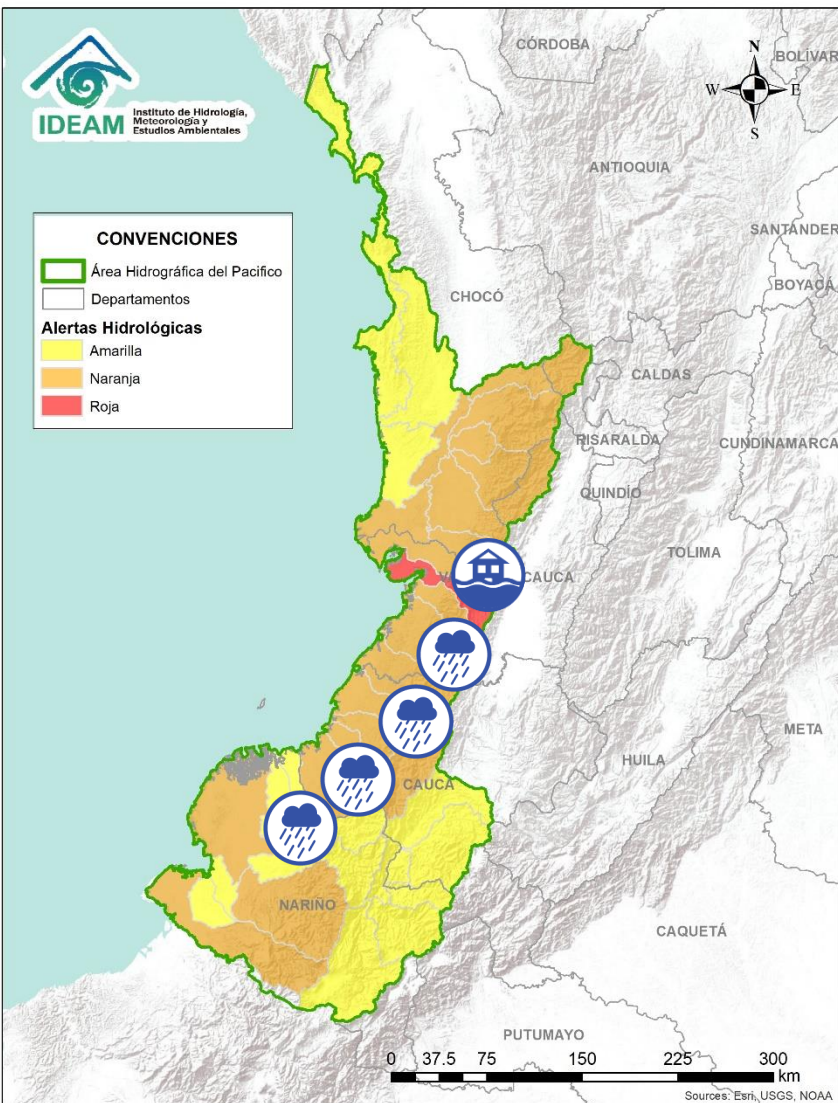 IDEAM
Instituto de Hidrología,
Meteorología y
Estudios Ambientales
CÓRDOBA
BOLÍVAR
N
W
E
S
ANTIOQUIA
SANTANDER
BOYACÁ
CONVENCIONES
Área Hidrográfica del Pacifico
Departamentos
Alertas Hidrológicas
Amarilla
Naranja
Roja
CHOCÓ
CALDAS
RISARALDA
CUNDINAMARCA
QUINDÍO
TOLIMA
CAUCA
META
HUILA
CAUCA
NARIÑO
CAQUETÁ
PUTUMAYO
0 37.5 75 150 225 300
km
Sources: Esri, USGS, NOAA